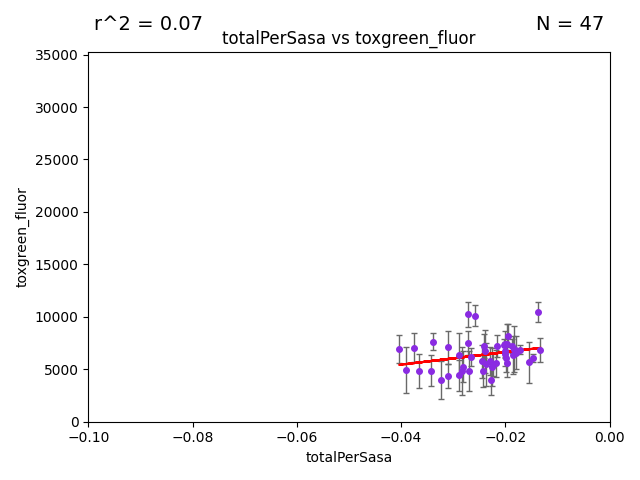 r^2 = 0.07
N = 47
totalPerSasa vs toxgreen_fluor
35000
30000
25000
20000
15000
10000
5000
0
toxgreen_fluor
−0.10
−0.08
−0.06
−0.04
−0.02
0.00
totalPerSasa